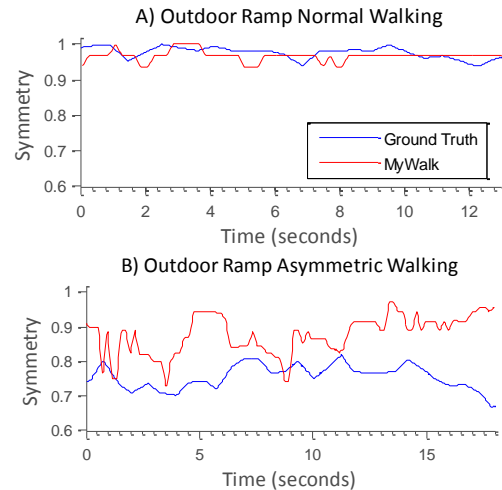 A) Outdoor Ramp Normal Walking
1
0.9
0.8
0.7
0.6
Symmetry
Ground Truth
MyWalk
0 2 4 6 8 10 12
Time (seconds)
B) Outdoor Ramp Asymmetric Walking
1
0.9
0.8
0.7
0.6
Symmetry
0 5 10 15
Time (seconds)